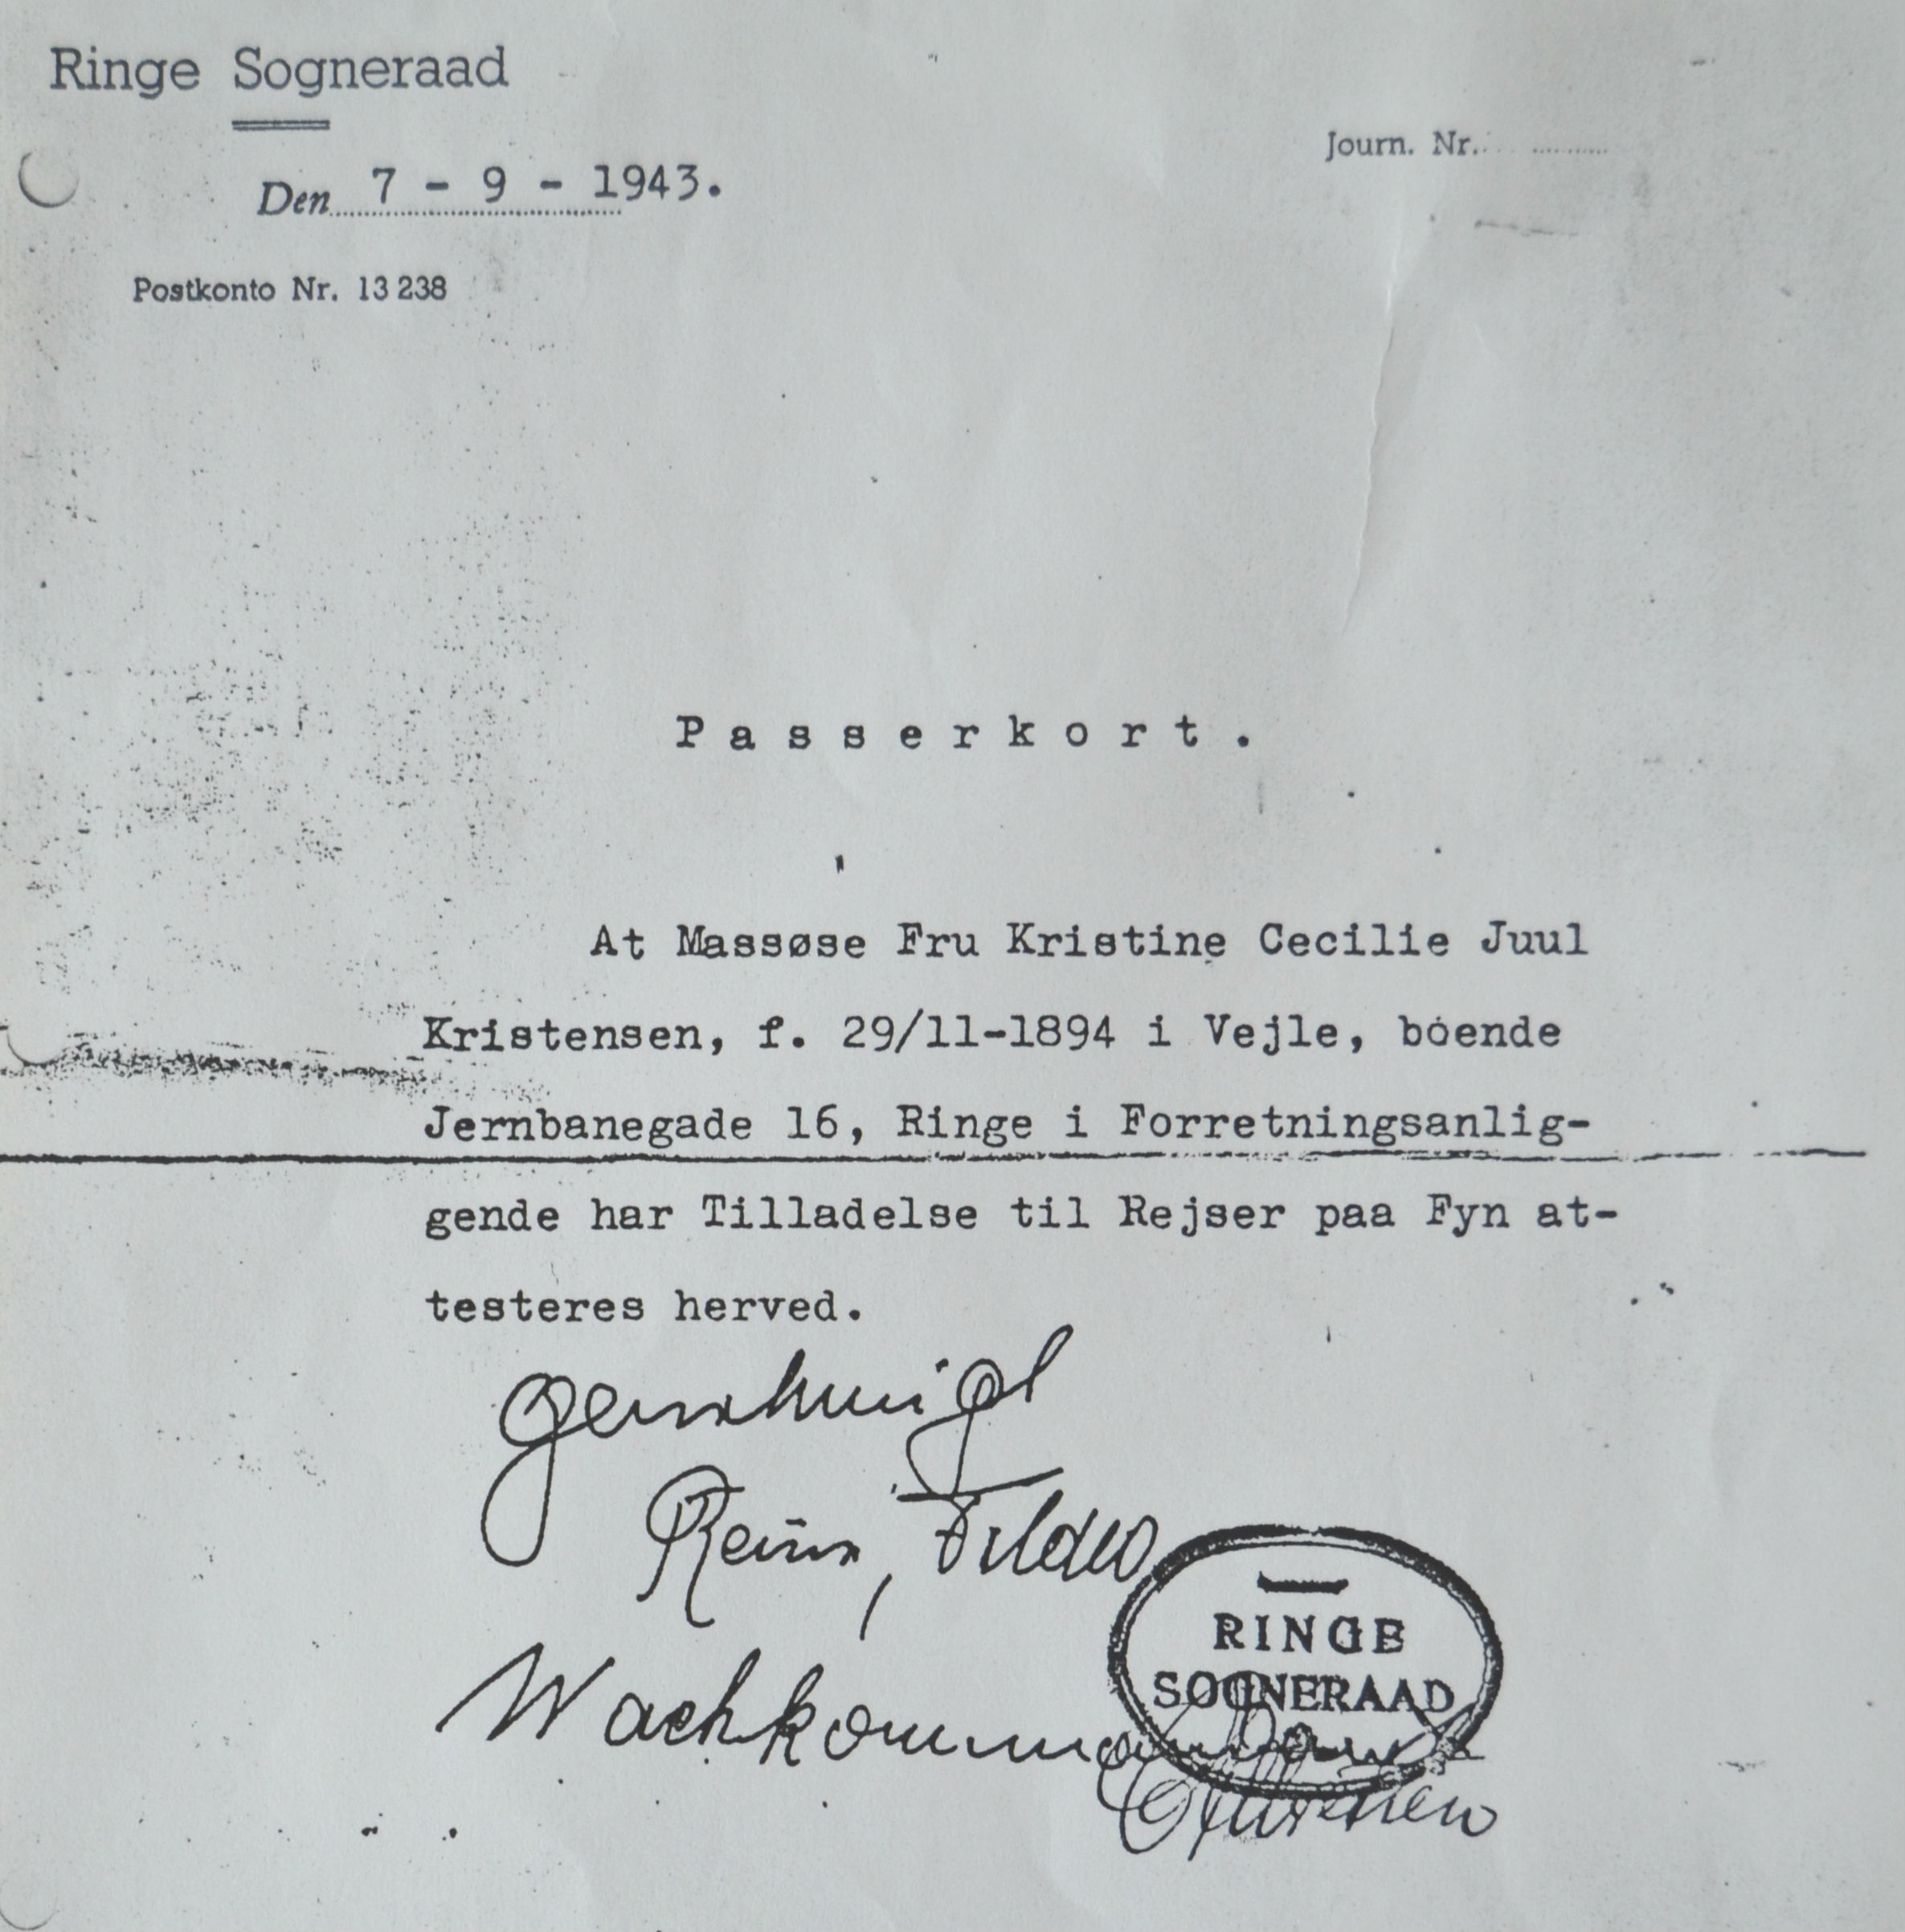 Ringe Sogneraad
Journ. Nr.
Den 7 - 9 - 1943.
Postkonto Nr. 13 238
Passerkort.
At Massøse Fru Kristine Cecilie Juul
Kristensen, f. 29/11-1894 i Vejle, boende
Jernbanegade 16, Ringe i Forretningsanlig-
gende har Tilladelse til Rejser paa Fyn at-
testeres herved.
genehmigt
Wachkommandant
RINGE
SOGNERAAD